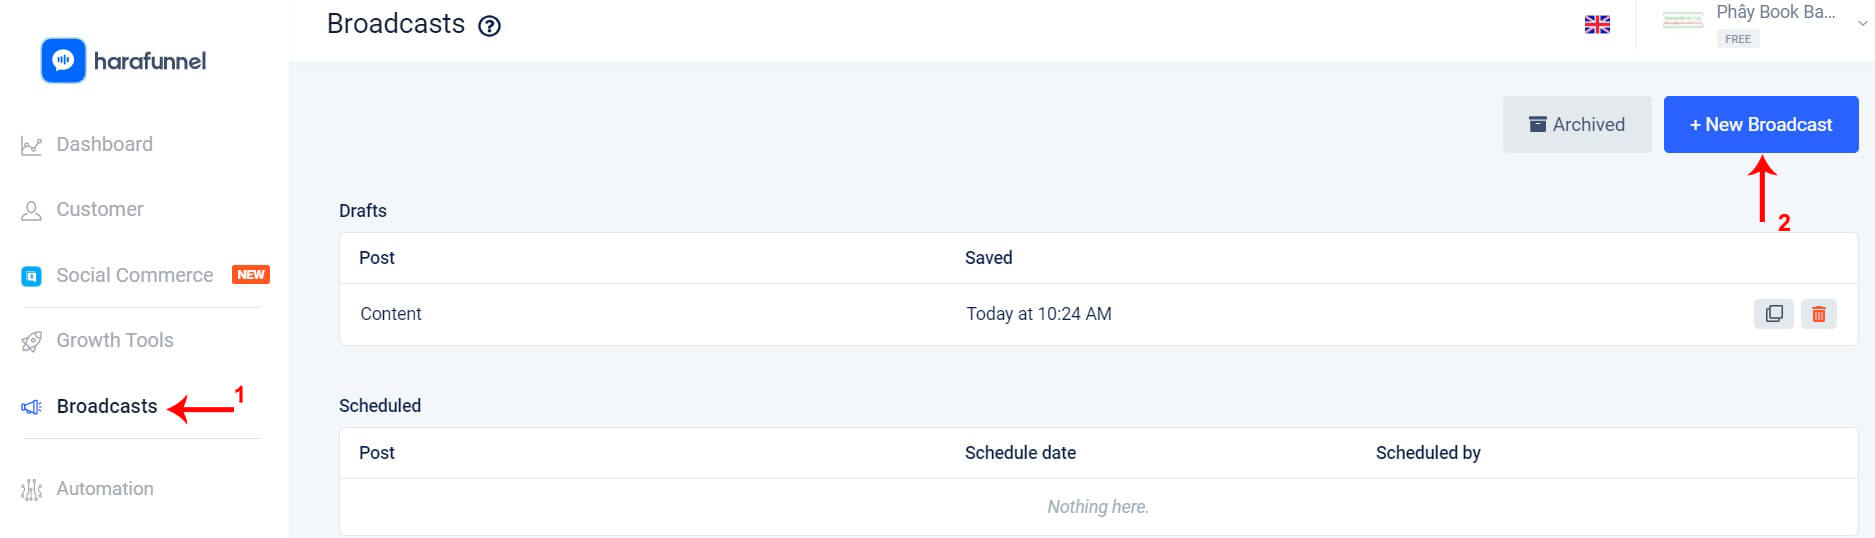 Broadcasts
Phây Book Ba...
FREE
harafunnel
Dashboard
Customer
Social Commerce NEW
Growth Tools
Broadcasts
1
Automation
Archived
+ New Broadcast
2
Drafts
Post Saved
Content Today at 10:24 AM
Scheduled
Post Schedule date Scheduled by
Nothing here.